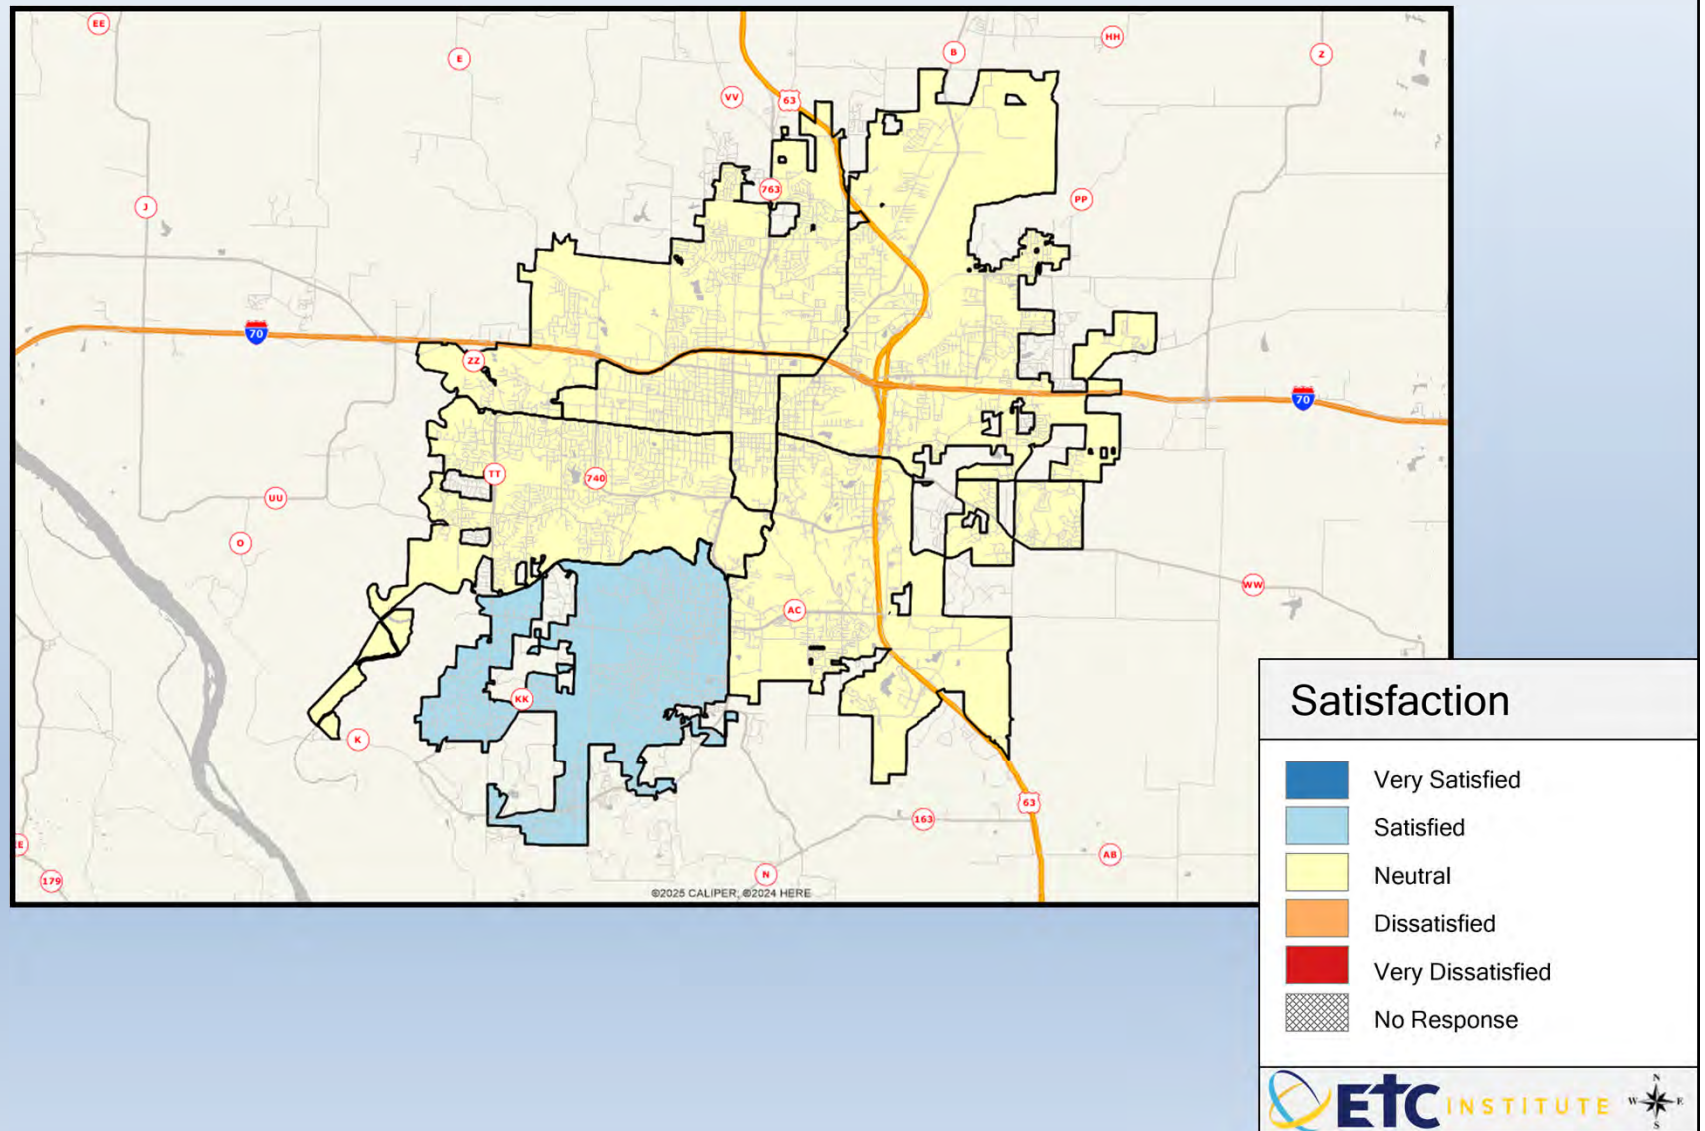 EE
E
B
HH
Z
VV
63
763
J
PP
70
ZZ
70
TT
740
UU
O
WW
AC
KK
K
63
163
AB
N
179
©2025 CALIPER; ©2024 HERE
Satisfaction
Very Satisfied
Satisfied
Neutral
Dissatisfied
Very Dissatisfied
No Response
ETC INSTITUTE
N
W E
S